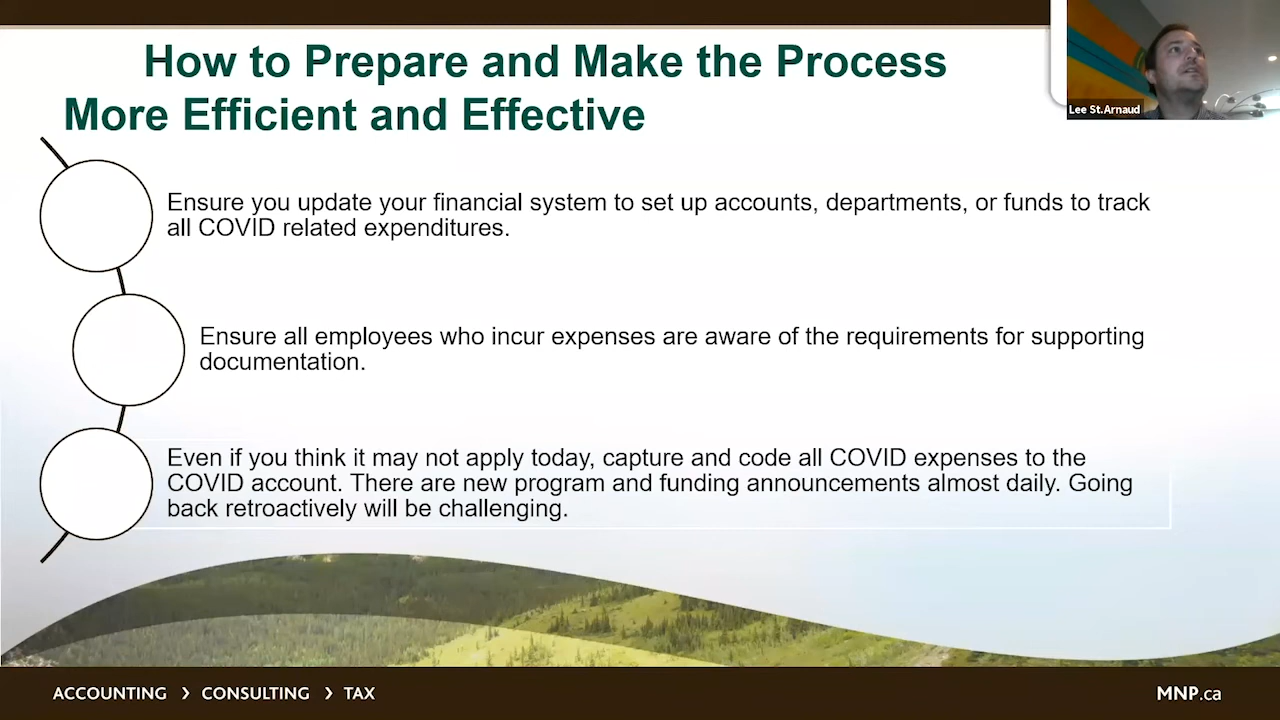 How to Prepare and Make the Process
More Efficient and Effective
Lee St.Arnaud
Ensure you update your financial system to set up accounts, departments, or funds to track
all COVID related expenditures.
Ensure all employees who incur expenses are aware of the requirements for supporting
documentation.
Even if you think it may not apply today, capture and code all COVID expenses to the
COVID account. There are new program and funding announcements almost daily. Going
back retroactively will be challenging.
ACCOUNTING › CONSULTING › TAX
MNP.ca